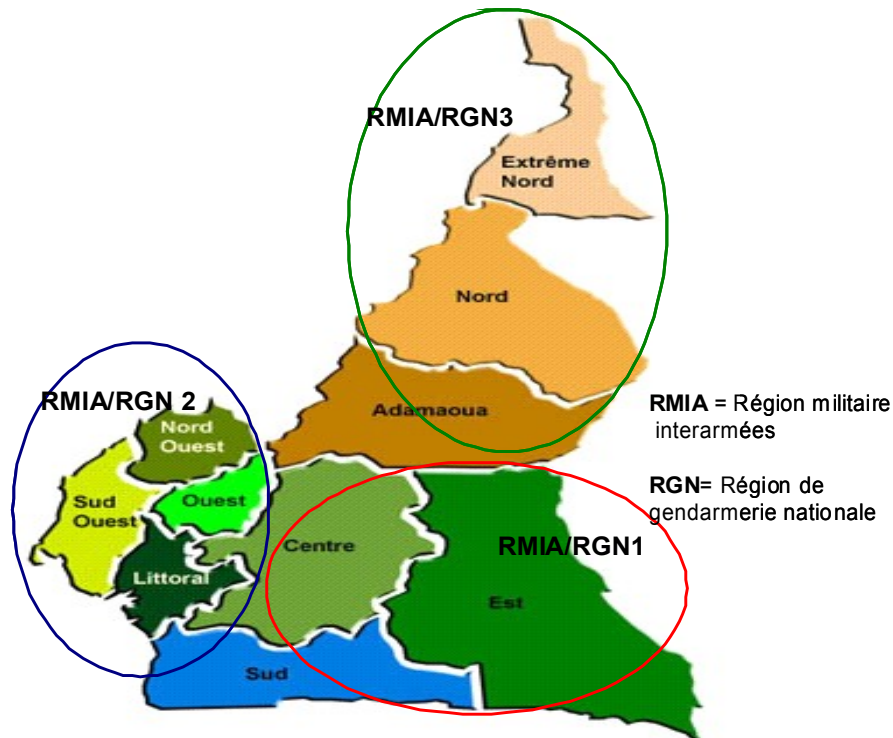 RMIA/RGN3
Extrême
Nord
Nord
RMIA/RGN 2
Adamaoua
RMIA = Région militaire
interarmées
Nord
Ouest
Sud
Ouest
Ouest
RGN= Région de
gendarmerie nationale
Centre
RMIA/RGN1
Littoral
Est
Sud